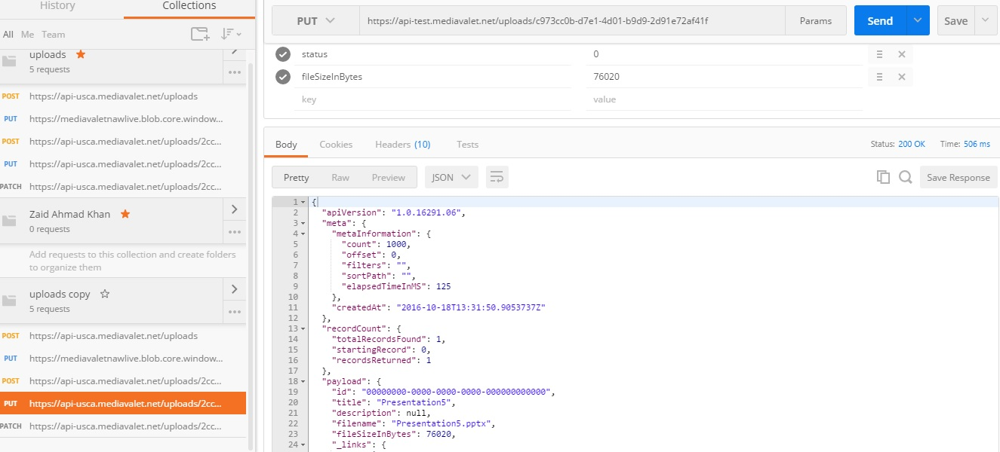 History Collections
All Me Team
uploads
5 requests
POST https://api-usca.mediavalet.net/uploads
PUT https://mediavaletnawlive.blob.core.window...
POST https://api-usca.mediavalet.net/uploads/2cc...
PUT https://api-usca.mediavalet.net/uploads/2cc...
PATCH https://api-usca.mediavalet.net/uploads/2cc...
Zaid Ahmad Khan
0 requests
Add requests to this collection and create folders
to organize them
uploads copy
5 requests
POST https://api-usca.mediavalet.net/uploads
PUT https://mediavaletnawlive.blob.core.window...
POST https://api-usca.mediavalet.net/uploads/2cc...
PUT https://api-usca.mediavalet.net/uploads/2cc...
PATCH https://api-usca.mediavalet.net/uploads/2cc...
PUT https://api-test.mediavalet.net/uploads/c973cc0b-d7e1-4d01-b9d9-2d91e72af41f Params Send Save
status 0
fileSizeInBytes 76020
key value
Body Cookies Headers (10) Tests Status: 200 OK Time: 506 ms
Pretty Raw Preview JSON Save Response
1 {
2 "apiVersion": "1.0.16291.06",
3 "meta": {
4 "metaInformation": {
5 "count": 1000,
6 "offset": 0,
7 "filters": "",
8 "sortPath": "",
9 "elapsedTimeInMS": 125
10 },
11 "createdAt": "2016-10-18T13:31:50.9053737Z"
12 },
13 "recordCount": {
14 "totalRecordsFound": 1,
15 "startingRecord": 0,
16 "recordsReturned": 1
17 },
18 "payload": {
19 "id": "00000000-0000-0000-0000-000000000000",
20 "title": "Presentation5",
21 "description": null,
22 "filename": "Presentation5.pptx",
23 "fileSizeInBytes": 76020,
24 "_links": {